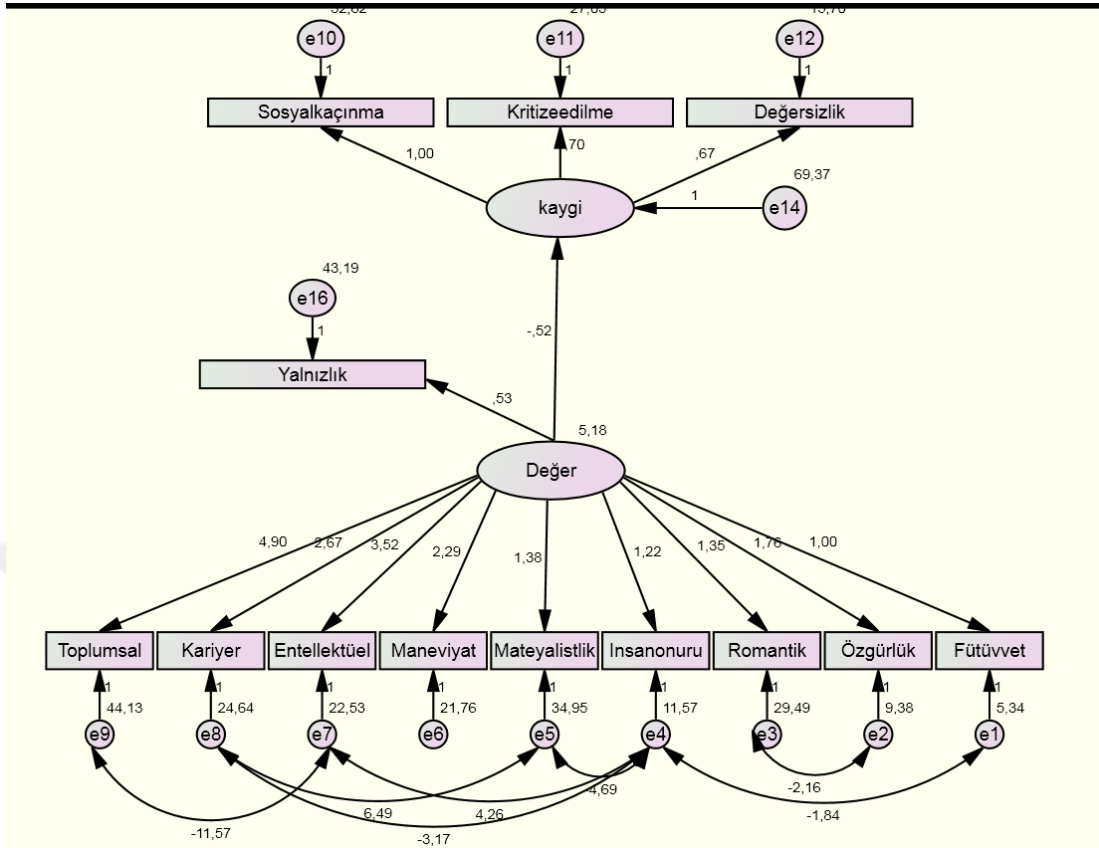 e10
e11
e12
1
1
1
Sosyalkaçınma
Kritizeedilme
Değersizlik
1,00
,70
,67
69,37
kaygi
1
e14
43,19
e16
1
-,52
Yalnızlık
,53
5,18
Değer
4,90
2,67
3,52
2,29
1,38
1,22
1,35
1,76
1,00
Toplumsal
Kariyer
Entellektüel
Maneviyat
Mateyalistlik
Insanonuru
Romantik
Özgürlük
Fütüvvet
1
1
1
1
1
1
1
1
1
44,13
24,64
22,53
21,76
34,95
11,57
29,49
9,38
5,34
e9
e8
e7
e6
e5
e4
e3
e2
e1
-2,16
4,69
6,49
4,26
-1,84
-11,57
-3,17